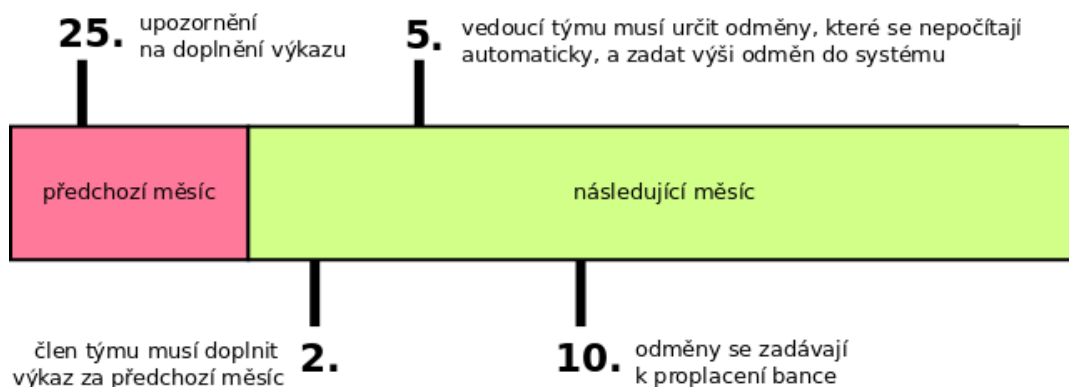 25. upozornění
na doplnění výkazu
5. vedoucí týmu musí určit odměny, které se nepočítají
automaticky, a zadat výši odměn do systému
předchozí měsíc
následující měsíc
člen týmu musí doplnit
výkaz za předchozí měsíc 2.
10. odměny se zadávají
k proplacení bance